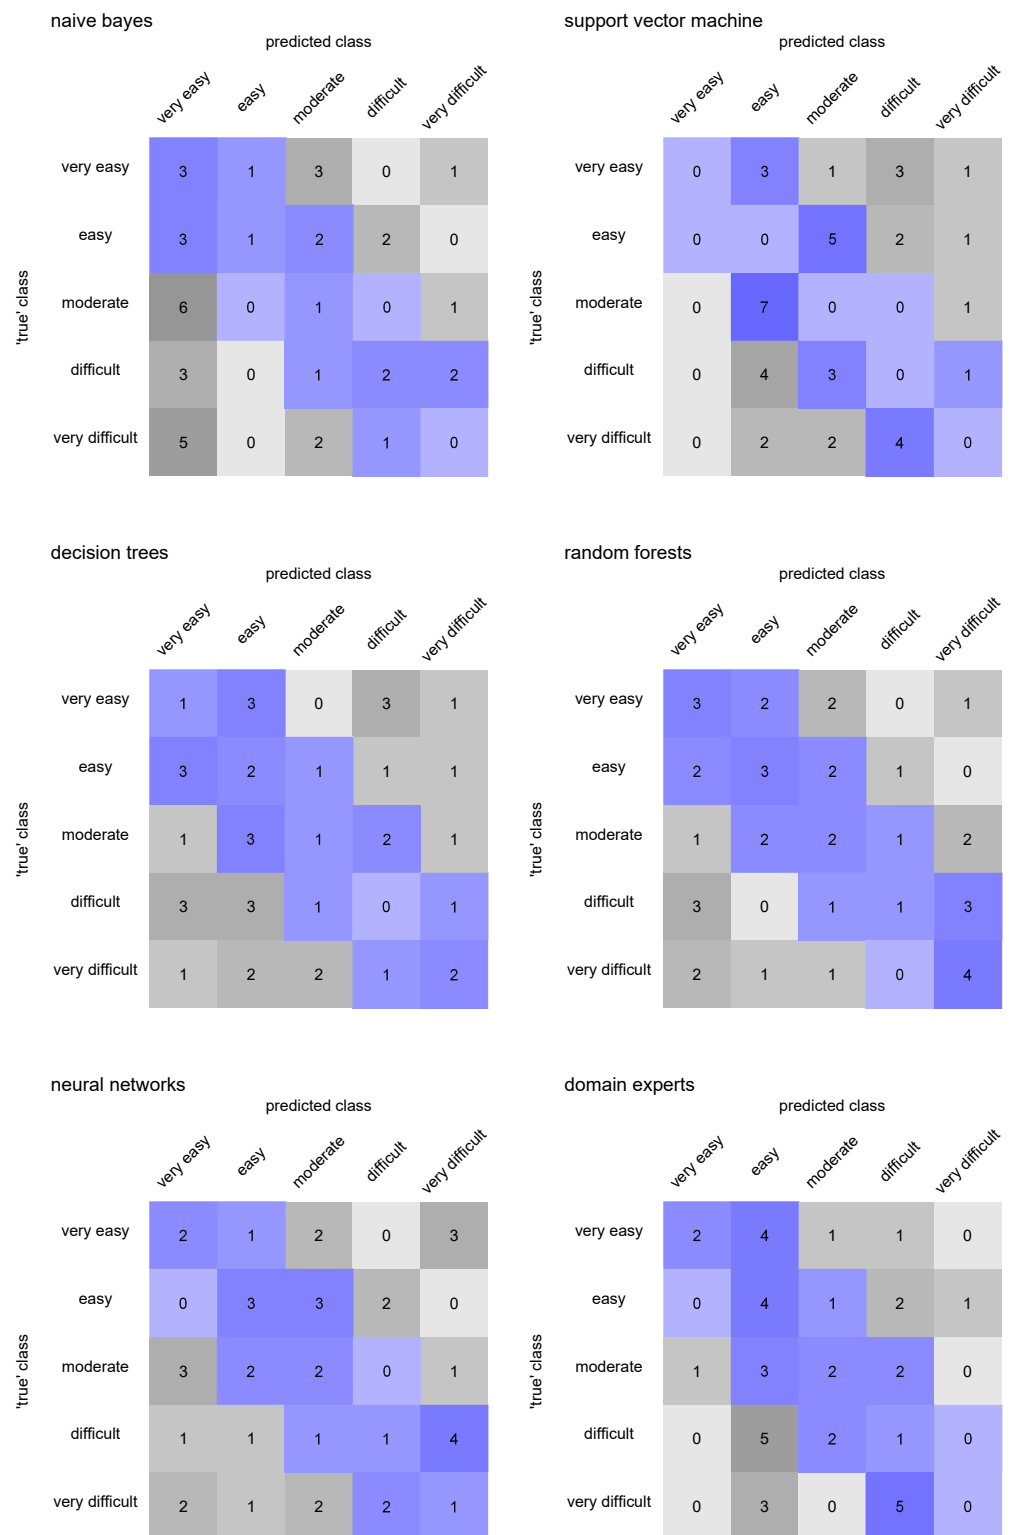 naive bayes
predicted class
very easy easy moderate difficult very difficult
'true' class
very easy 3 1 3 0 1
easy 3 1 2 2 0
moderate 6 0 1 0 1
difficult 3 0 1 2 2
very difficult 5 0 2 1 0
support vector machine
predicted class
very easy easy moderate difficult very difficult
'true' class
very easy 0 3 1 3 1
easy 0 0 5 2 1
moderate 0 7 0 0 1
difficult 0 4 3 0 1
very difficult 0 2 2 4 0
decision trees
predicted class
very easy easy moderate difficult very difficult
'true' class
very easy 1 3 0 3 1
easy 3 2 1 1 1
moderate 1 3 1 2 1
difficult 3 3 1 0 1
very difficult 1 2 2 1 2
random forests
predicted class
very easy easy moderate difficult very difficult
'true' class
very easy 3 2 2 0 1
easy 2 3 2 1 0
moderate 1 2 2 1 2
difficult 3 0 1 1 3
very difficult 2 1 1 0 4
neural networks
predicted class
very easy easy moderate difficult very difficult
'true' class
very easy 2 1 2 0 3
easy 0 3 3 2 0
moderate 3 2 2 0 1
difficult 1 1 1 1 4
very difficult 2 1 2 2 1
domain experts
predicted class
very easy easy moderate difficult very difficult
'true' class
very easy 2 4 1 1 0
easy 0 4 1 2 1
moderate 1 3 2 2 0
difficult 0 5 2 1 0
very difficult 0 3 0 5 0